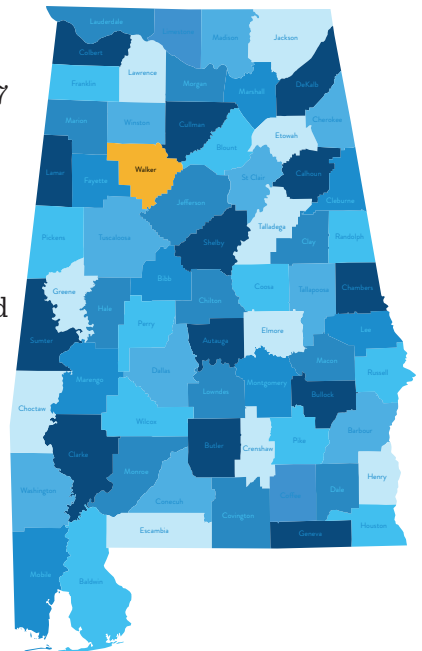 Lauderdale
Limestone
Madison
Jackson
Colbert
Lawrence
Franklin
Morgan
Marshall
DeKalb
7
Marion
Winston
Cullman
Cherokee
Etowah
Blount
Walker
Lamar
Fayette
St Clair
Calhoun
Jefferson
Cleburne
Talladega
Pickens
Tuscaloosa
Shelby
Clay
Randolph
Bibb
Greene
Coosa
Tallapoosa
Chambers
Chilton
Hale
d
Perry
Elmore
Lee
Sumter
Autauga
Macon
Dallas
Russell
Marengo
Montgomery
Lowndes
Bullock
Choctaw
Wilcox
Barbour
Pike
Butler
Crenshaw
Clarke
Monroe
Henry
Washington
Conecuh
Coffee
Dale
Covington
Escambia
Geneva
Houston
Mobile
Baldwin